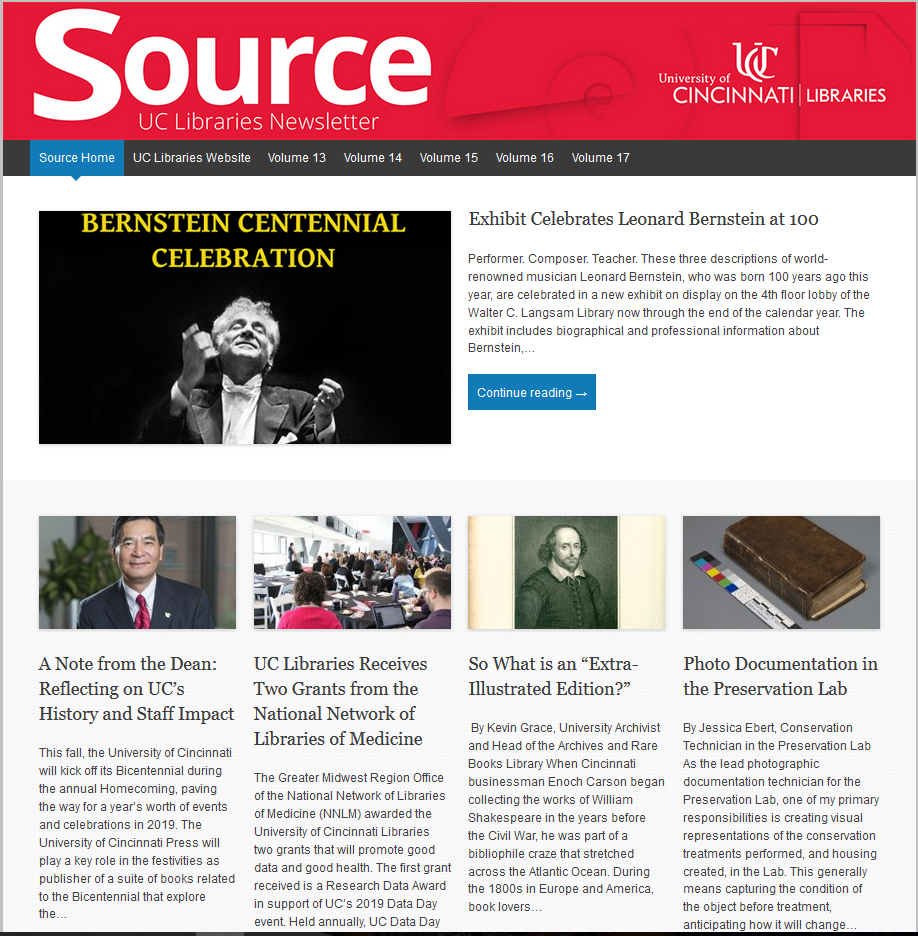 Source
UC Libraries Newsletter
UC
University of
CINCINNATI | LIBRARIES
Source Home UC Libraries Website Volume 13 Volume 14 Volume 15 Volume 16 Volume 17
BERNSTEIN CENTENNIAL
CELEBRATION
Exhibit Celebrates Leonard Bernstein at 100
Performer. Composer. Teacher. These three descriptions of world-
renowned musician Leonard Bernstein, who was born 100 years ago this
year, are celebrated in a new exhibit on display on the 4th floor lobby of the
Walter C. Langsam Library now through the end of the calendar year. The
exhibit includes biographical and professional information about
Bernstein,…
Continue reading →
A Note from the Dean:
Reflecting on UC’s
History and Staff Impact
This fall, the University of Cincinnati
will kick off its Bicentennial during
the annual Homecoming, paving
the way for a year’s worth of events
and celebrations in 2019. The
University of Cincinnati Press will
play a key role in the festivities as
publisher of a suite of books related
to the Bicentennial that explore
the…
UC Libraries Receives
Two Grants from the
National Network of
Libraries of Medicine
The Greater Midwest Region Office
of the National Network of Libraries
of Medicine (NNLM) awarded the
University of Cincinnati Libraries
two grants that will promote good
data and good health. The first grant
received is a Research Data Award
in support of UC’s 2019 Data Day
event. Held annually, UC Data Day
So What is an “Extra-
Illustrated Edition?”
By Kevin Grace, University Archivist
and Head of the Archives and Rare
Books Library When Cincinnati
businessman Enoch Carson began
collecting the works of William
Shakespeare in the years before
the Civil War, he was part of a
bibliophile craze that stretched
across the Atlantic Ocean. During
the 1800s in Europe and America,
book lovers…
Photo Documentation in
the Preservation Lab
By Jessica Ebert, Conservation
Technician in the Preservation Lab
As the lead photographic
documentation technician for the
Preservation Lab, one of my primary
responsibilities is creating visual
representations of the conservation
treatments performed, and housing
created, in the Lab. This generally
means capturing the condition of
the object before treatment,
anticipating how it will change…